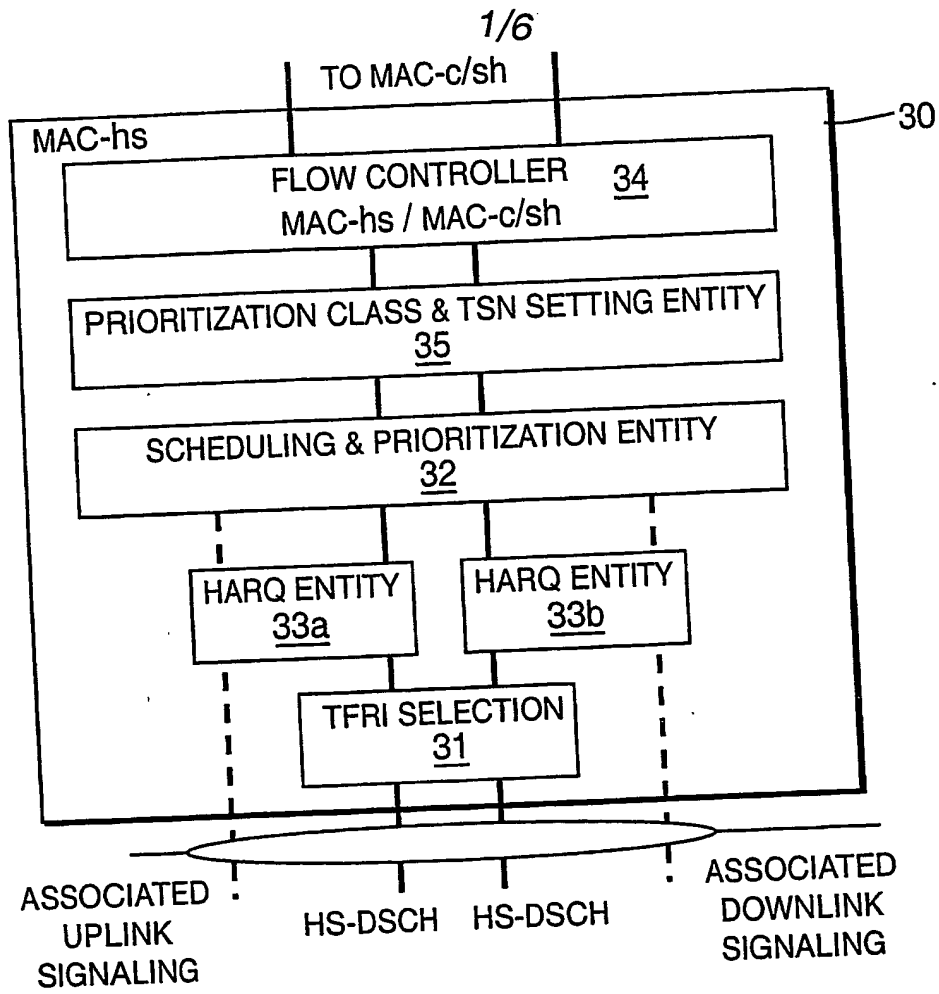 1/6
TO MAC-c/sh
30
MAC-hs
FLOW CONTROLLER 34
MAC-hs / MAC-c/sh
PRIORITIZATION CLASS & TSN SETTING ENTITY
35
SCHEDULING & PRIORITIZATION ENTITY
32
HARQ ENTITY
33a
HARQ ENTITY
33b
TFRI SELECTION
31
ASSOCIATED
UPLINK
SIGNALING
HS-DSCH
HS-DSCH
ASSOCIATED
DOWNLINK
SIGNALING